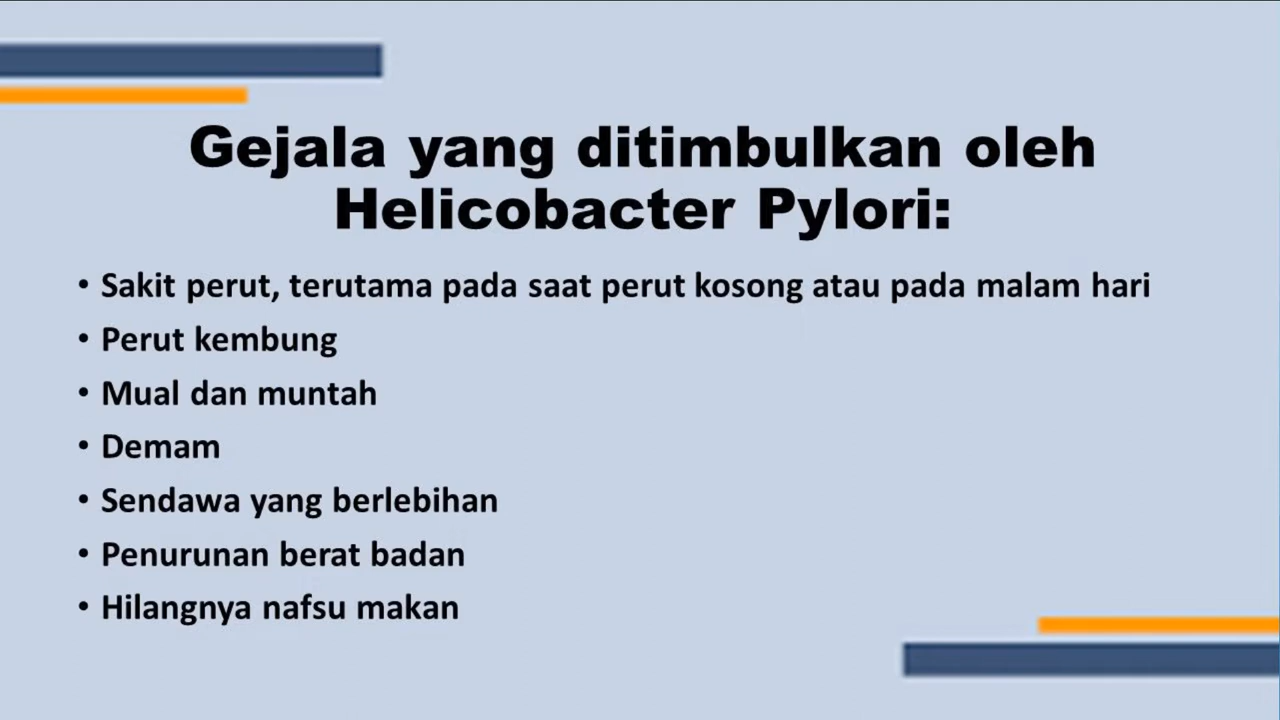 Gejala yang ditimbulkan oleh
Helicobacter Pylori:
• Sakit perut, terutama pada saat perut kosong atau pada malam hari
• Perut kembung
• Mual dan muntah
• Demam
• Sendawa yang berlebihan
• Penurunan berat badan
• Hilangnya nafsu makan